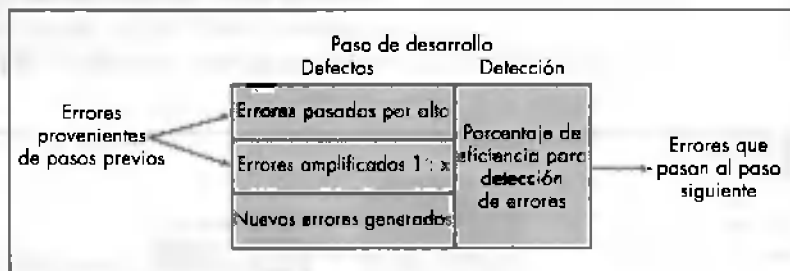 Paso de desarrollo
Defectos Detección
Errores
provenientes
de pasos previos
Errores pasados por alto
Errores amplificados 1 : x
Nuevos errores generados
Porcentaje de
eficiencia para
detección
de errores
Errores que
pasan al paso
siguiente